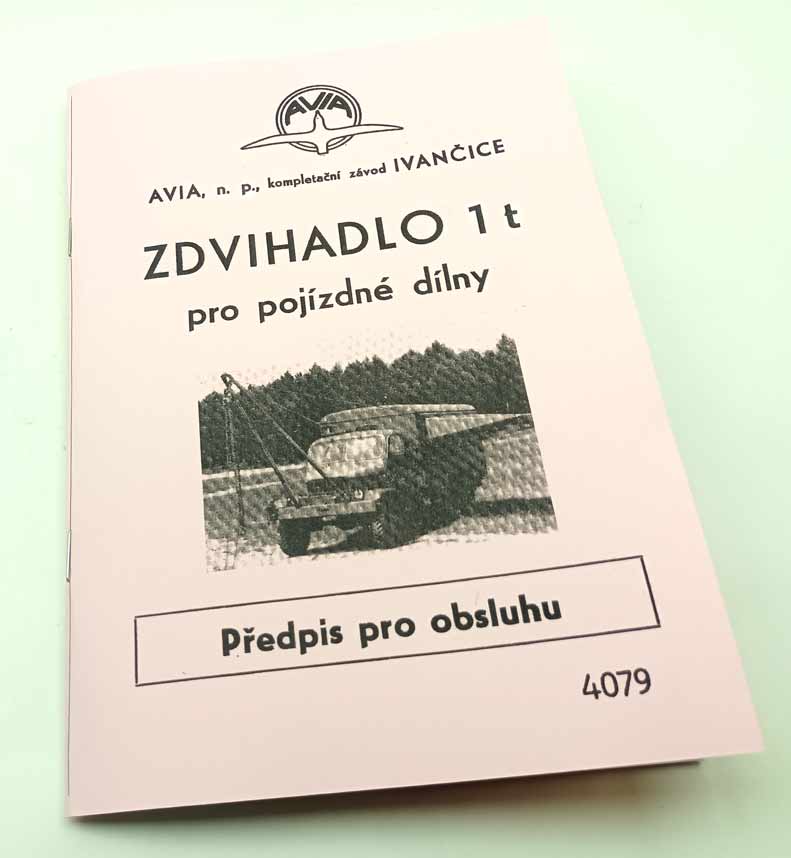 AVIA
AVIA, n. p., kompletační závod IVANČICE
ZDVIHADLO 1 t
pro pojízdné dílny
Předpis pro obsluhu
4079